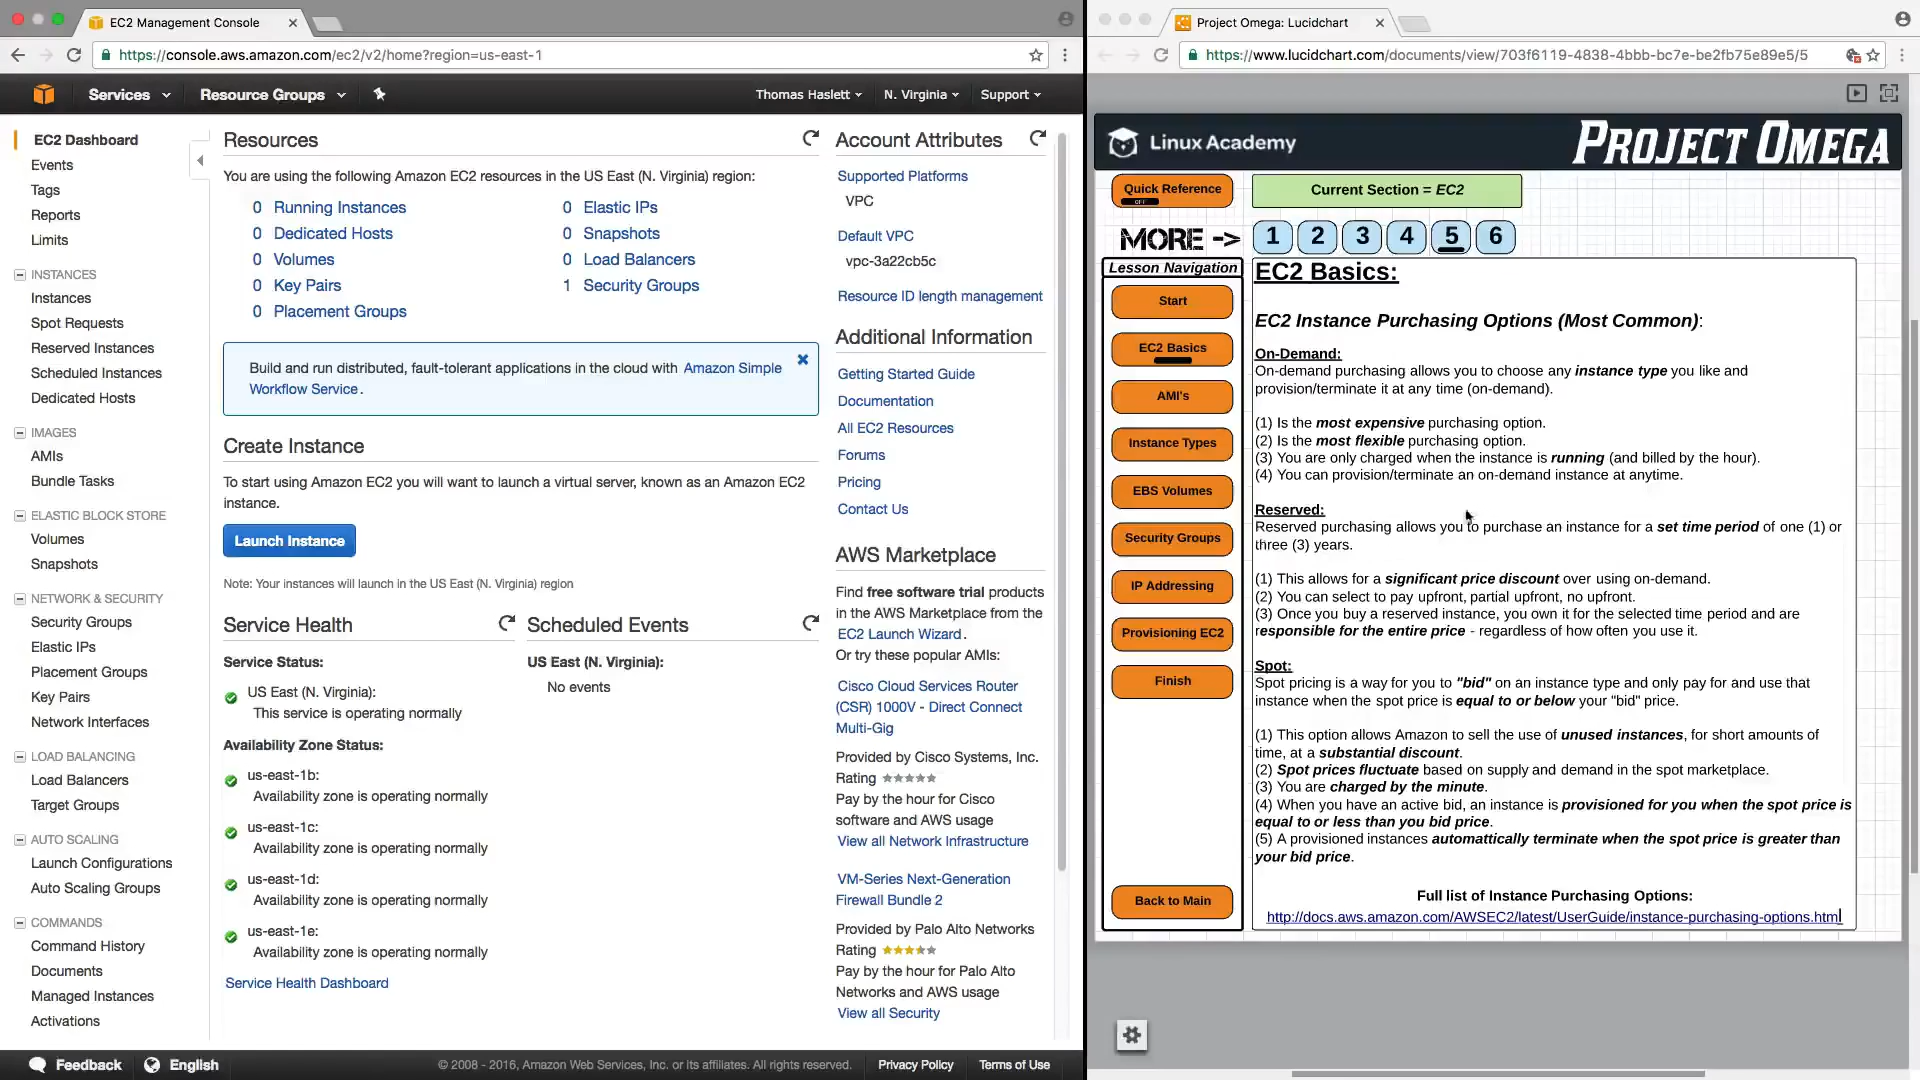 EC2 Management Console
https://console.aws.amazon.com/ec2/v2/home?region=us-east-1
Services
Resource Groups
Thomas Haslett
N. Virginia
Support
EC2 Dashboard
Events
Tags
Reports
Limits
INSTANCES
Instances
Spot Requests
Reserved Instances
Scheduled Instances
Dedicated Hosts
IMAGES
AMIs
Bundle Tasks
ELASTIC BLOCK STORE
Volumes
Snapshots
NETWORK & SECURITY
Security Groups
Elastic IPs
Placement Groups
Key Pairs
Network Interfaces
LOAD BALANCING
Load Balancers
Target Groups
AUTO SCALING
Launch Configurations
Auto Scaling Groups
COMMANDS
Command History
Documents
Managed Instances
Activations
Resources
You are using the following Amazon EC2 resources in the US East (N. Virginia) region:
0 Running Instances
0 Elastic IPs
0 Dedicated Hosts
0 Snapshots
0 Volumes
0 Load Balancers
0 Key Pairs
1 Security Groups
0 Placement Groups
Build and run distributed, fault-tolerant applications in the cloud with Amazon Simple
Workflow Service.
Create Instance
To start using Amazon EC2 you will want to launch a virtual server, known as an Amazon EC2
instance.
Launch Instance
Note: Your instances will launch in the US East (N. Virginia) region
Service Health
Service Status:
US East (N. Virginia):
This service is operating normally
Availability Zone Status:
us-east-1b:
Availability zone is operating normally
us-east-1c:
Availability zone is operating normally
us-east-1d:
Availability zone is operating normally
us-east-1e:
Availability zone is operating normally
Service Health Dashboard
Scheduled Events
US East (N. Virginia):
No events
Account Attributes
Supported Platforms
VPC
Default VPC
vpc-3a22cb5c
Resource ID length management
Additional Information
Getting Started Guide
Documentation
All EC2 Resources
Forums
Pricing
Contact Us
AWS Marketplace
Find free software trial products
in the AWS Marketplace from the
EC2 Launch Wizard.
Or try these popular AMIs:
Cisco Cloud Services Router
(CSR) 1000V - Direct Connect
Multi-Gig
Provided by Cisco Systems, Inc.
Rating
Pay by the hour for Cisco
software and AWS usage
View all Network Infrastructure
VM-Series Next-Generation
Firewall Bundle 2
Provided by Palo Alto Networks
Rating
Pay by the hour for Palo Alto
Networks and AWS usage
View all Security
Feedback
English
© 2008 - 2016, Amazon Web Services, Inc. or its affiliates. All rights reserved.
Privacy Policy
Terms of Use
Project Omega: Lucidchart
https://www.lucidchart.com/documents/view/703f6119-4838-4bbb-bc7e-be2fb75e89e5/5
Linux Academy
PROJECT OMEGA
Quick Reference
OFF
Current Section = EC2
MORE -> 1 2 3 4 5 6
Lesson Navigation
Start
EC2 Basics
AMI's
Instance Types
EBS Volumes
Security Groups
IP Addressing
Provisioning EC2
Finish
Back to Main
EC2 Basics:
EC2 Instance Purchasing Options (Most Common):
On-Demand:
On-demand purchasing allows you to choose any instance type you like and
provision/terminate it at any time (on-demand).
(1) Is the most expensive purchasing option.
(2) Is the most flexible purchasing option.
(3) You are only charged when the instance is running (and billed by the hour).
(4) You can provision/terminate an on-demand instance at anytime.
Reserved:
Reserved purchasing allows you to purchase an instance for a set time period of one (1) or
three (3) years.
(1) This allows for a significant price discount over using on-demand.
(2) You can select to pay upfront, partial upfront, no upfront.
(3) Once you buy a reserved instance, you own it for the selected time period and are
responsible for the entire price - regardless of how often you use it.
Spot:
Spot pricing is a way for you to "bid" on an instance type and only pay for and use that
instance when the spot price is equal to or below your "bid" price.
(1) This option allows Amazon to sell the use of unused instances, for short amounts of
time, at a substantial discount.
(2) Spot prices fluctuate based on supply and demand in the spot marketplace.
(3) You are charged by the minute.
(4) When you have an active bid, an instance is provisioned for you when the spot price is
equal to or less than you bid price.
(5) A provisioned instances automattically terminate when the spot price is greater than
your bid price.
Full list of Instance Purchasing Options:
http://docs.aws.amazon.com/AWSEC2/latest/UserGuide/instance-purchasing-options.html